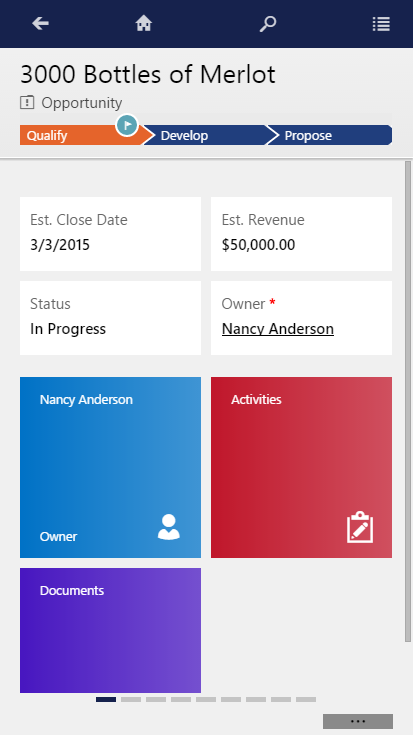 3000 Bottles of Merlot
Opportunity
Qualify Develop Propose
Est. Close Date
3/3/2015
Est. Revenue
$50,000.00
Status
In Progress
Owner *
Nancy Anderson
Nancy Anderson
Owner
Activities
Documents
...